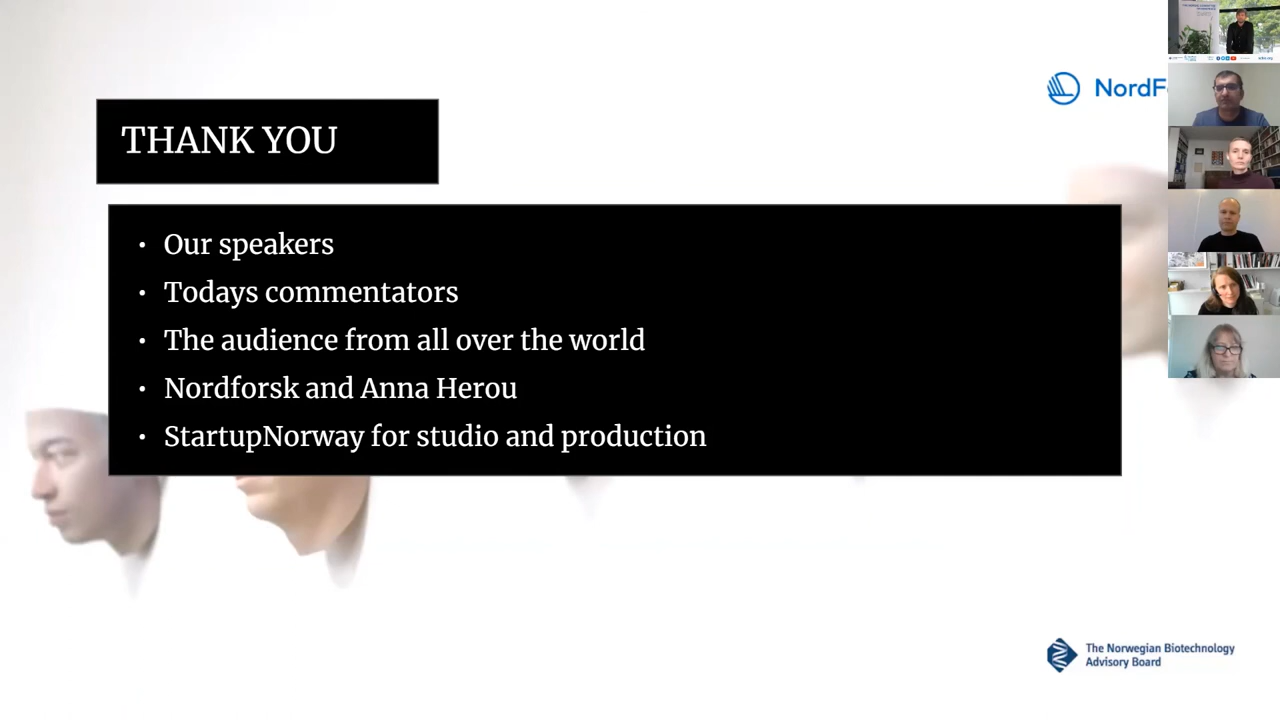 NordF
THANK YOU
• Our speakers
• Todays commentators
• The audience from all over the world
• Nordforsk and Anna Herou
• StartupNorway for studio and production
The Norwegian Biotechnology
Advisory Board